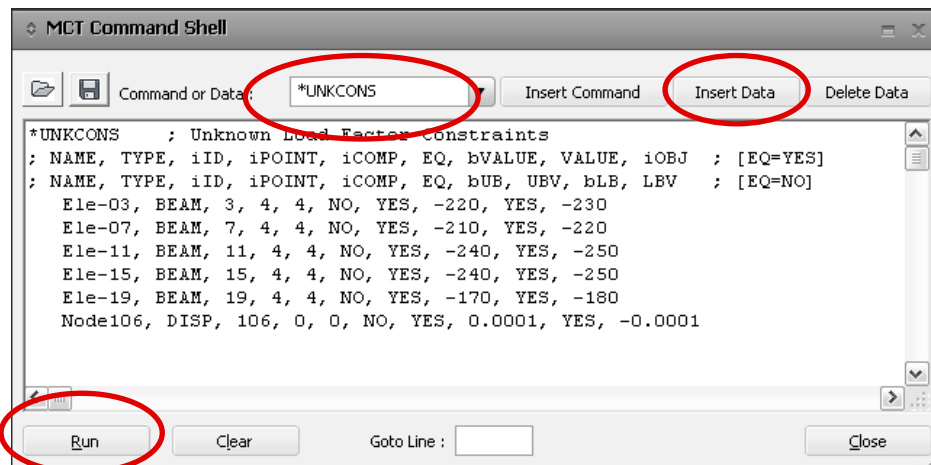 MCT Command Shell
Command or Data : *UNKCONS Insert Command Insert Data Delete Data
*UNKCONS ; Unknown Load Factor Constraints
; NAME, TYPE, iID, iPOINT, iCOMP, EQ, bVALUE, VALUE, iOBJ ; [EQ=YES]
; NAME, TYPE, iID, iPOINT, iCOMP, EQ, bUB, UBV, bLB, LBV ; [EQ=NO]
Ele-03, BEAM, 3, 4, 4, NO, YES, -220, YES, -230
Ele-07, BEAM, 7, 4, 4, NO, YES, -210, YES, -220
Ele-11, BEAM, 11, 4, 4, NO, YES, -240, YES, -250
Ele-15, BEAM, 15, 4, 4, NO, YES, -240, YES, -250
Ele-19, BEAM, 19, 4, 4, NO, YES, -170, YES, -180
Node106, DISP, 106, 0, 0, NO, YES, 0.0001, YES, -0.0001
Run Clear Goto Line : Close